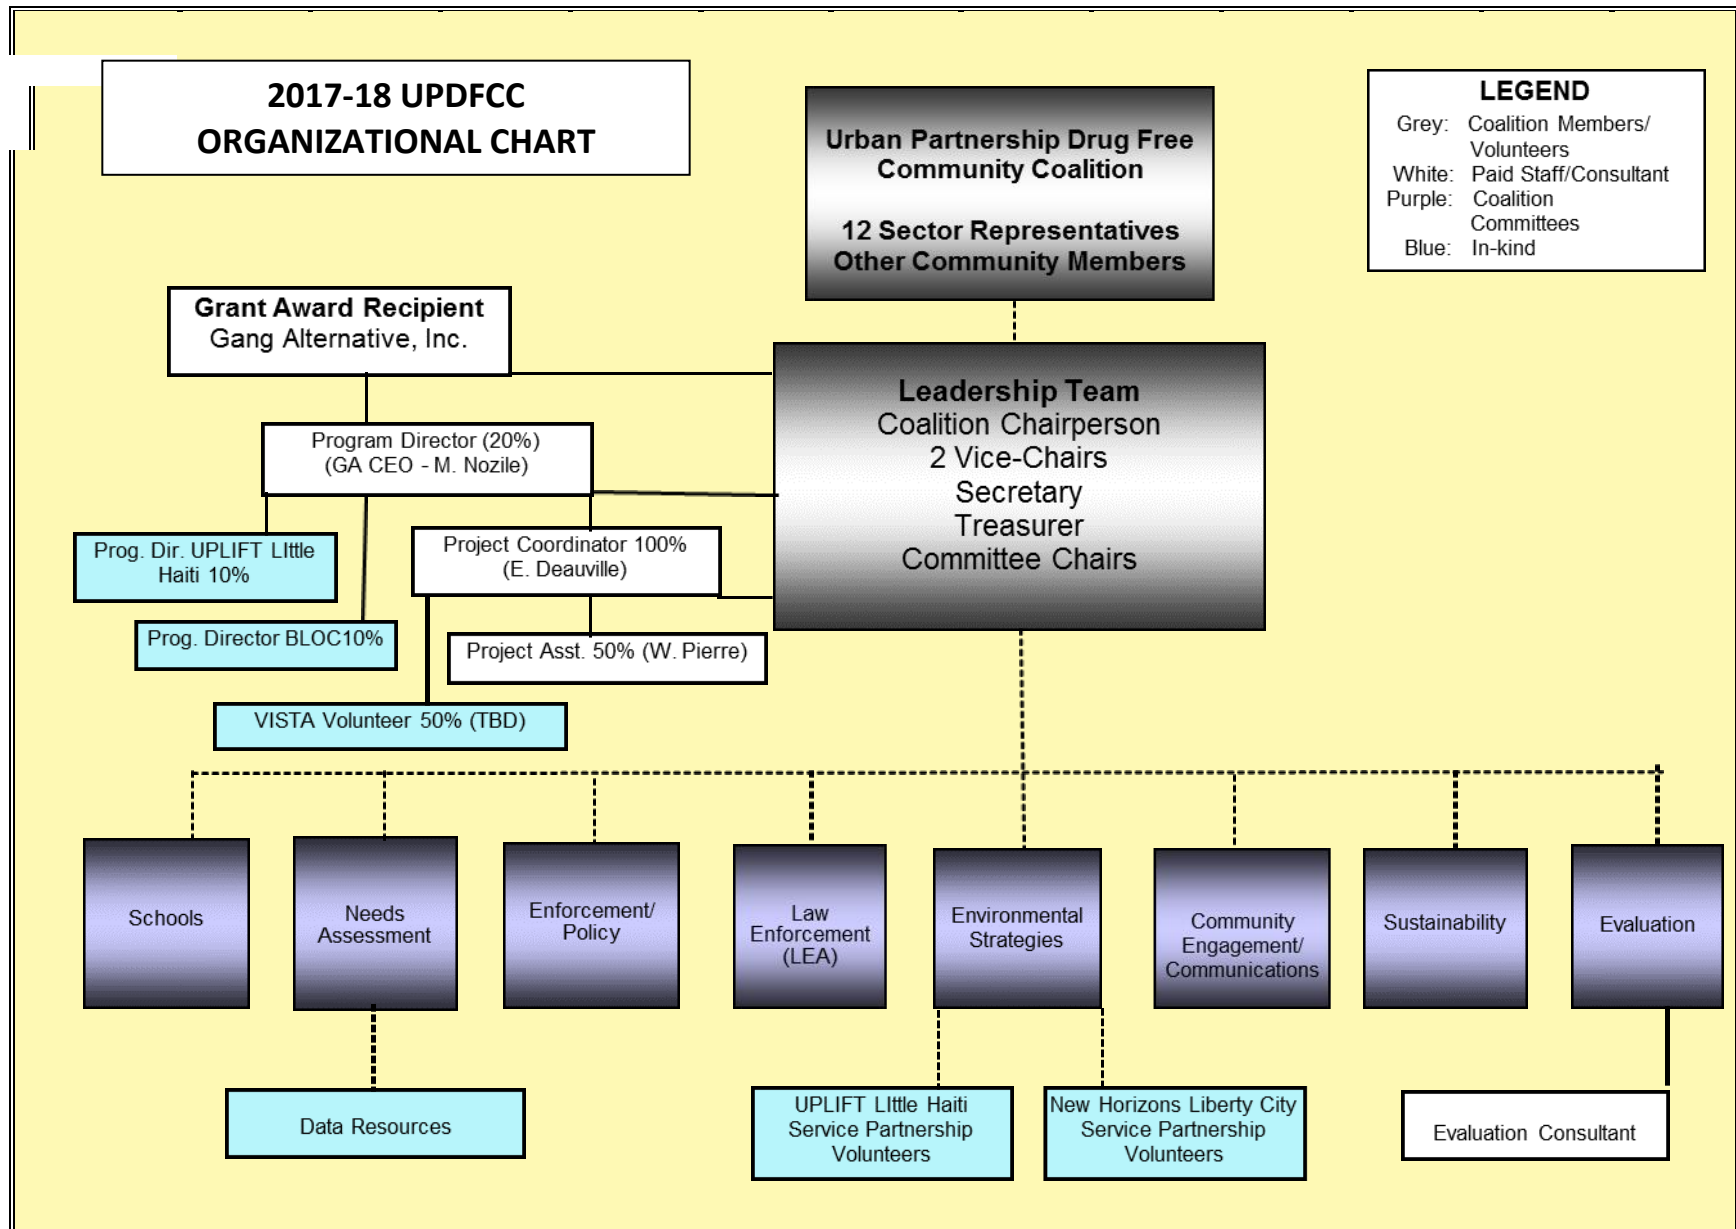 2017-18 UPDFCC
ORGANIZATIONAL CHART
Urban Partnership Drug Free
Community Coalition
12 Sector Representatives
Other Community Members
LEGEND
Grey: Coalition Members/
Volunteers
White: Paid Staff/Consultant
Purple: Coalition
Committees
Blue: In-kind
Grant Award Recipient
Gang Alternative, Inc.
Leadership Team
Coalition Chairperson
2 Vice-Chairs
Secretary
Treasurer
Committee Chairs
Program Director (20%)
(GA CEO - M. Nozile)
Prog. Dir. UPLIFT LIttle
Haiti 10%
Project Coordinator 100%
(E. Deauville)
Prog. Director BLOC10%
Project Asst. 50% (W. Pierre)
VISTA Volunteer 50% (TBD)
Schools
Needs
Assessment
Enforcement/
Policy
Law
Enforcement
(LEA)
Environmental
Strategies
Community
Engagement/
Communications
Sustainability
Evaluation
Data Resources
UPLIFT LIttle Haiti
Service Partnership
Volunteers
New Horizons Liberty City
Service Partnership
Volunteers
Evaluation Consultant